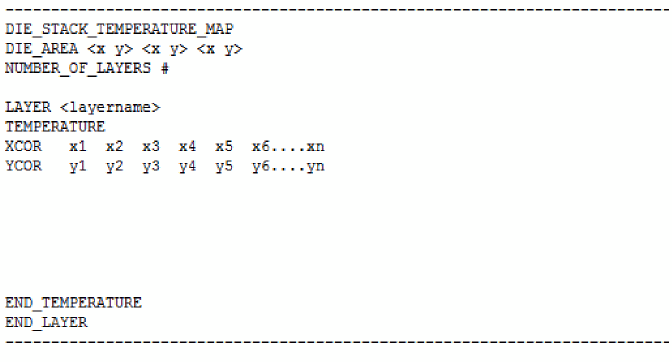 --------------------------------------------------------------------------
DIE_STACK_TEMPERATURE_MAP
DIE_AREA <x y> <x y> <x y>
NUMBER_OF_LAYERS #
LAYER <layername>
TEMPERATURE
XCOR x1 x2 x3 x4 x5 x6....xn
YCOR y1 y2 y3 y4 y5 y6....yn
END_TEMPERATURE
END_LAYER
--------------------------------------------------------------------------